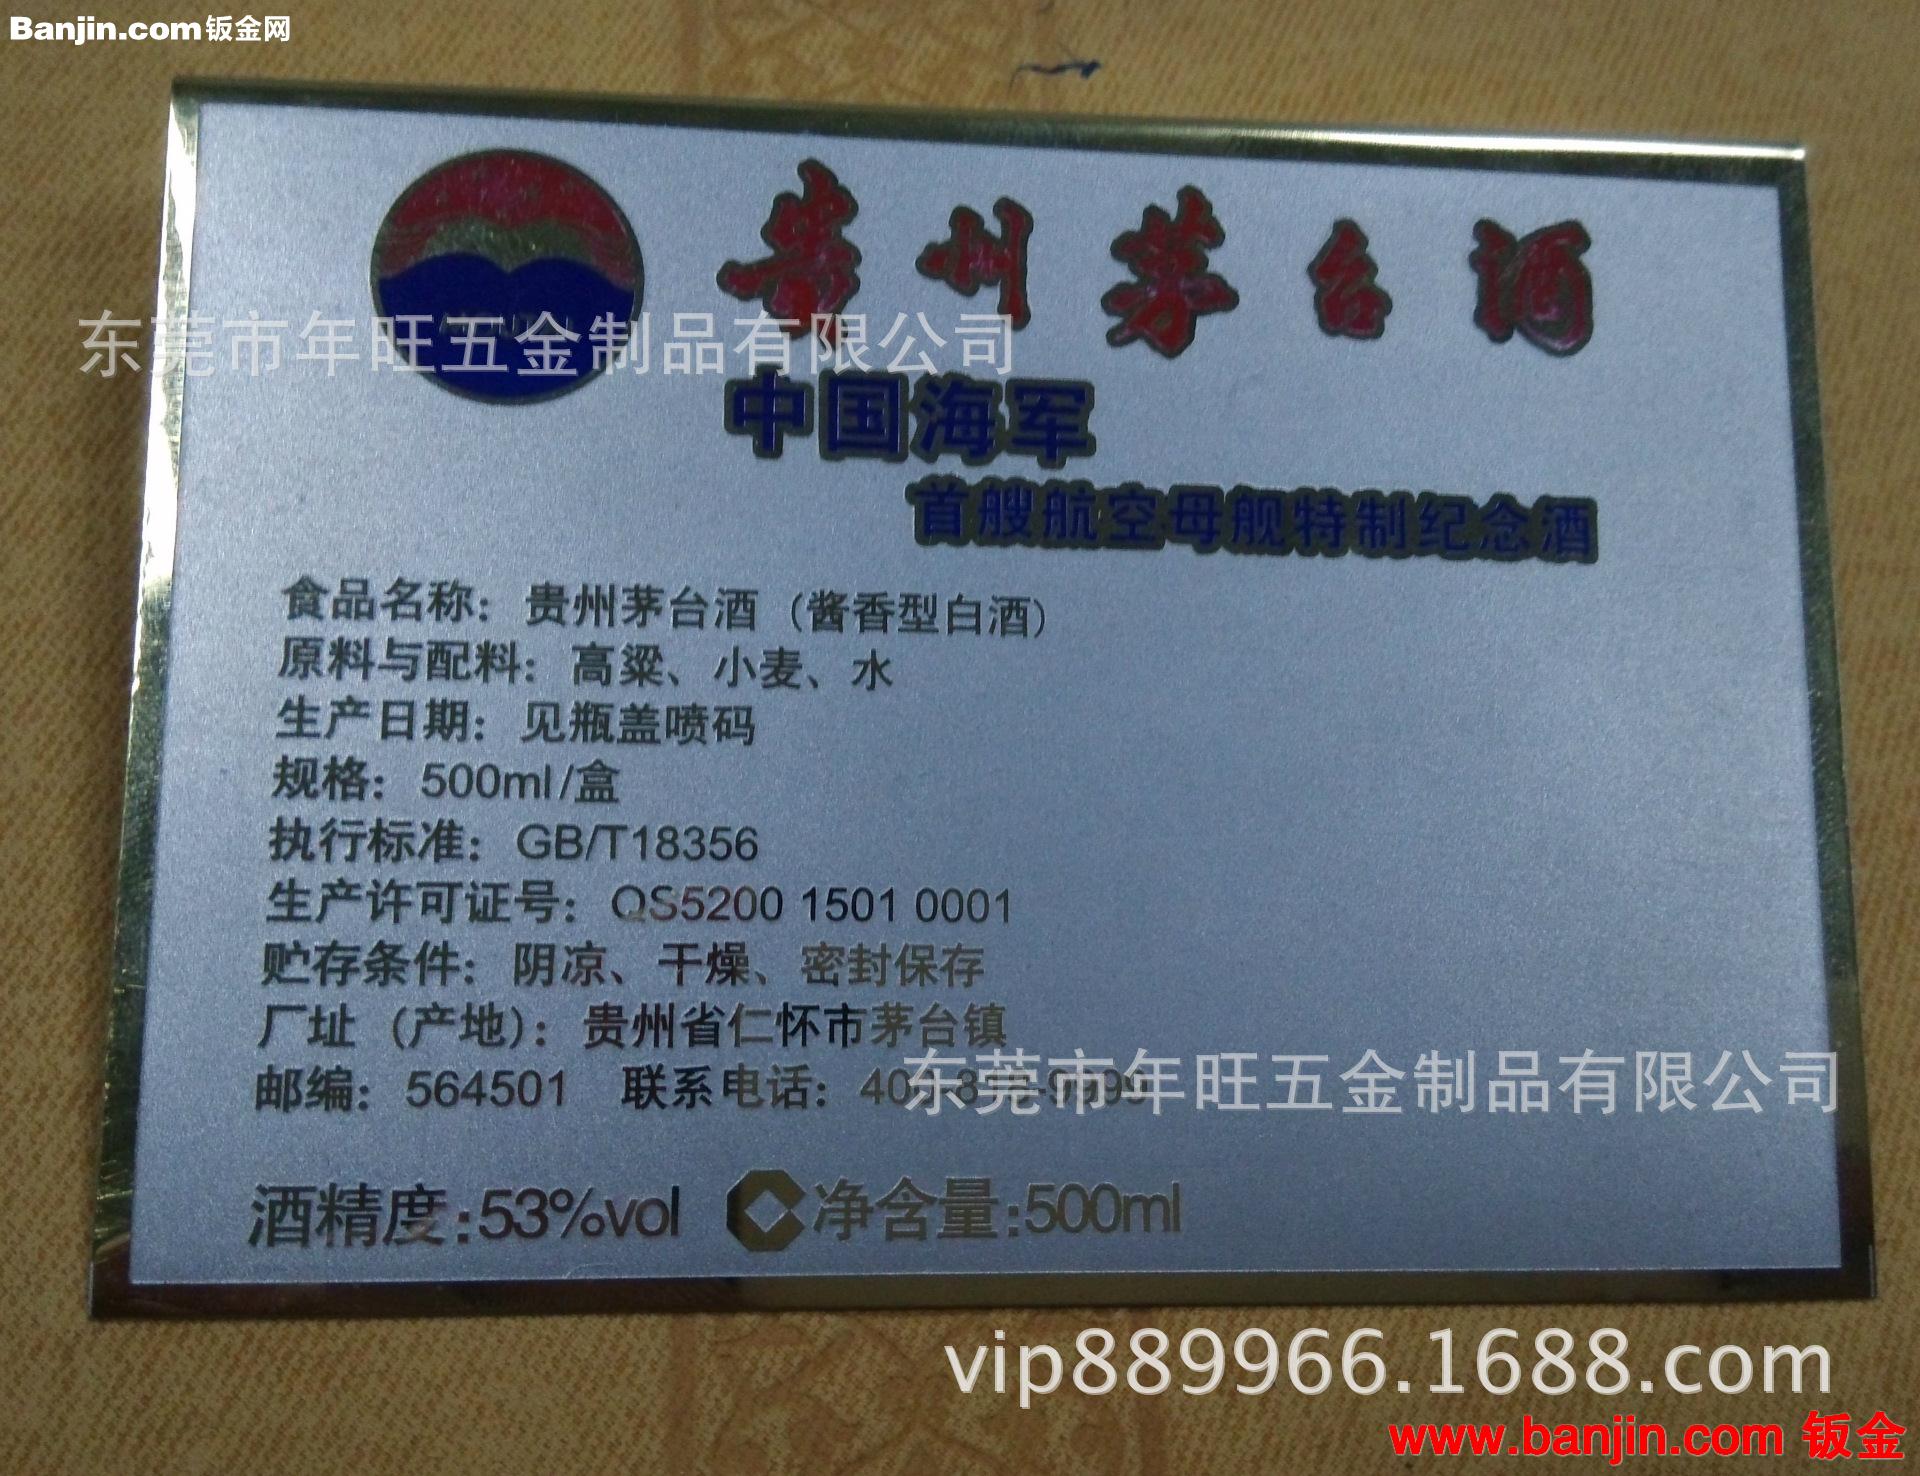 Banjin.com钣金网
贵州茅台酒
东莞市年旺五金制品有限公司
中国海军
首艘航空母舰特制纪念酒
食品名称：贵州茅台酒（酱香型白酒）
原料与配料：高粱、小麦、水
生产日期：见瓶盖喷码
规格：500ml/盒
执行标准：GB/T18356
生产许可证号：QS5200 1501 0001
贮存条件：阴凉、干燥、密封保存
厂址（产地）：贵州省仁怀市茅台镇
东莞市年旺五金制品有限公司
邮编：564501 联系电话：
酒精度:53%vol 净含量:500ml
vip889966.1688.com
www.banjin.com 钣金